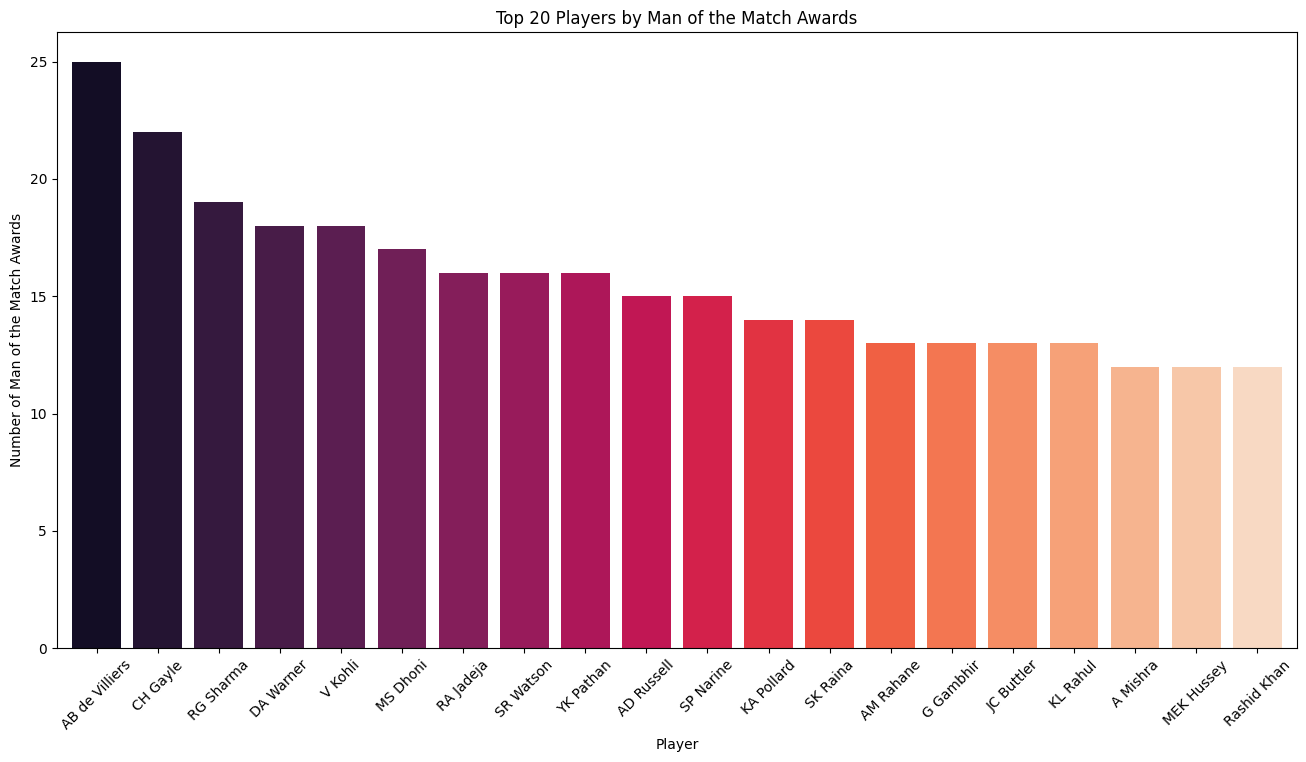 Top 20 Players by Man of the Match Awards
Number of Man of the Match Awards
25
20
15
10
5
0
AB de Villiers
CH Gayle
RG Sharma
DA Warner
V Kohli
MS Dhoni
RA Jadeja
SR Watson
YK Pathan
AD Russell
SP Narine
KA Pollard
SK Raina
AM Rahane
G Gambhir
JC Buttler
KL Rahul
A Mishra
MEK Hussey
Rashid Khan
Player